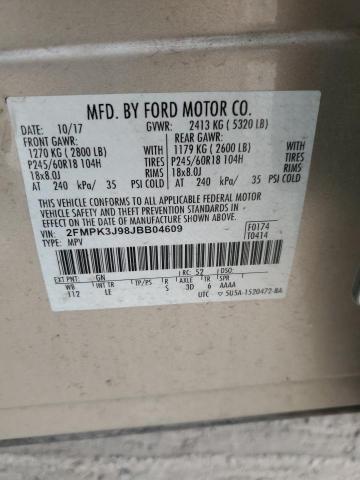 MFD. BY FORD MOTOR CO.
DATE: 10/17 GVWR: 2413 KG ( 5320 LB)
FRONT GAWR: REAR GAWR:
1270 KG ( 2800 LB) 1179 KG ( 2600 LB)
P245/60R18 104H TIRES P245/60R18 104H TIRES
18x8.0J RIMS 18x8.0J RIMS
AT 240 kPa/ 35 PSI COLD AT 240 kPa/ 35 PSI COLD
THIS VEHICLE CONFORMS TO ALL APPLICABLE FEDERAL MOTOR
VEHICLE SAFETY AND THEFT PREVENTION STANDARDS IN EFFECT
ON THE DATE OF MANUFACTURE SHOWN ABOVE.
VIN: 2FMPK3J98JBB04609 F0174
TYPE: MPV T0414
EXT PNT: GN RC: 52 DSO:
WB INT TR TP/PS R AXLE TR SPR
112 LE S 3D 6 AAAA
UTC 5U5A-1520472-BA